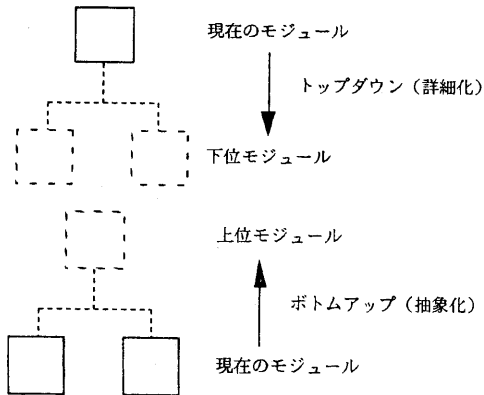 現在のモジュール
トップダウン（詳細化）
下位モジュール
上位モジュール
ボトムアップ（抽象化）
現在のモジュール